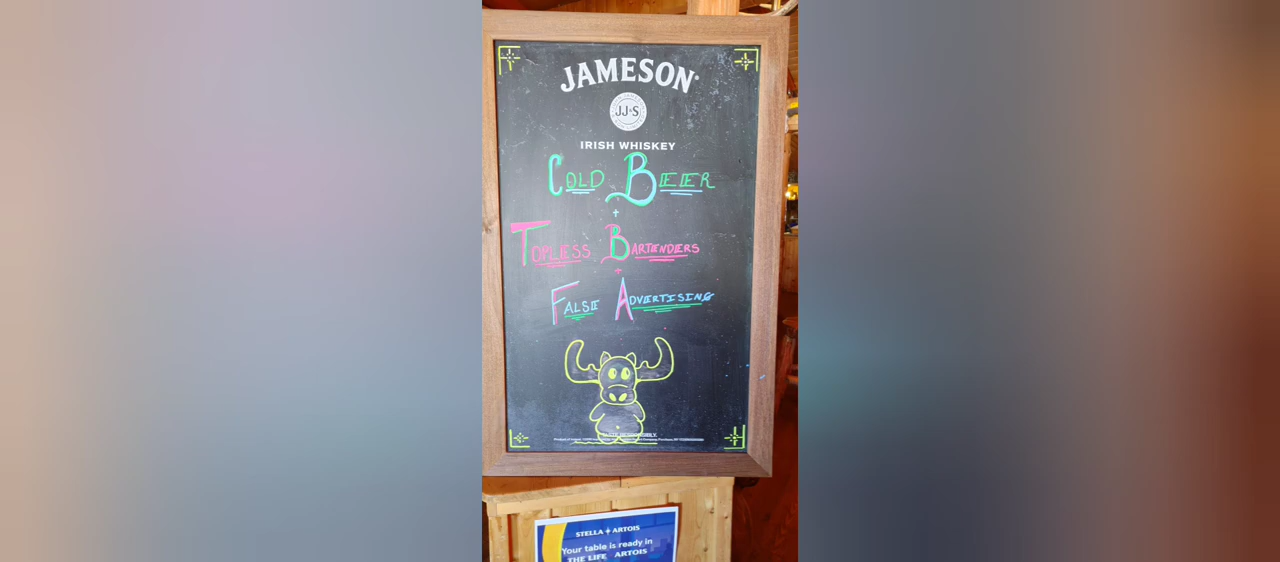 JAMESON
JJ&S
IRISH WHISKEY
COLD BEER
+
TOPLESS BARTENDERS
+
FALSE ADVERTISING
STELLA ARTOIS
Your table is ready in
THE LIFE ARTOIS